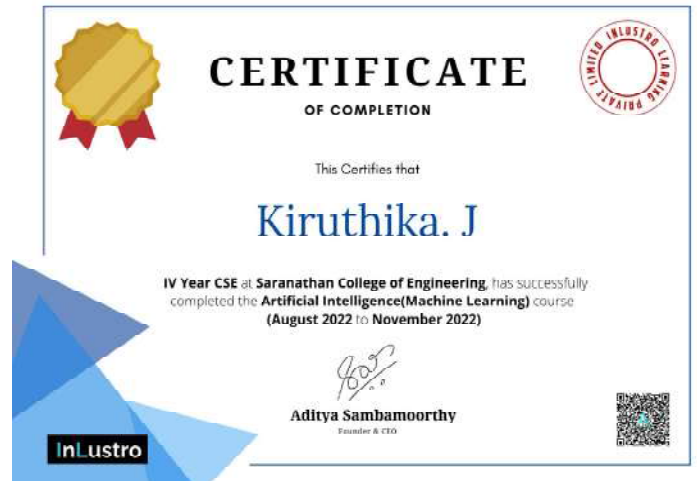 CERTIFICATE
OF COMPLETION
INLUSTRO LEARNING PRIVATE LIMITED
This Certifies that
Kiruthika. J
IV Year CSE at Saranathan College of Engineering, has successfully
completed the Artificial Intelligence(Machine Learning) course
(August 2022 to November 2022)
Aditya Sambamoorthy
Founder & CEO
InLustro